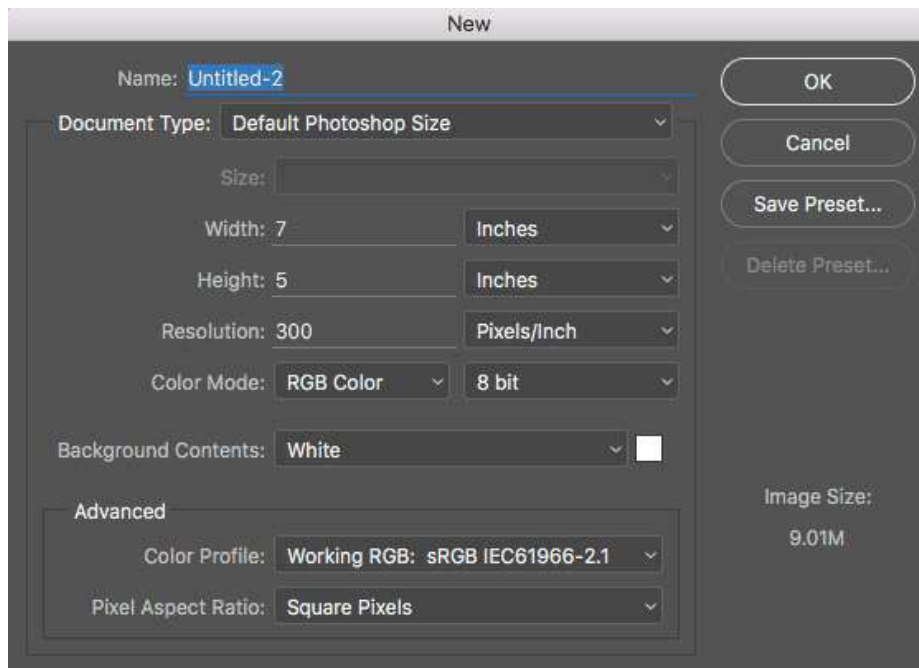 New
Name: Untitled-2
OK
Document Type: Default Photoshop Size
Cancel
Size:
Save Preset...
Width: 7 Inches
Delete Preset...
Height: 5 Inches
Resolution: 300 Pixels/Inch
Color Mode: RGB Color 8 bit
Background Contents: White
Image Size:
9.01M
Advanced
Color Profile: Working RGB: sRGB IEC61966-2.1
Pixel Aspect Ratio: Square Pixels